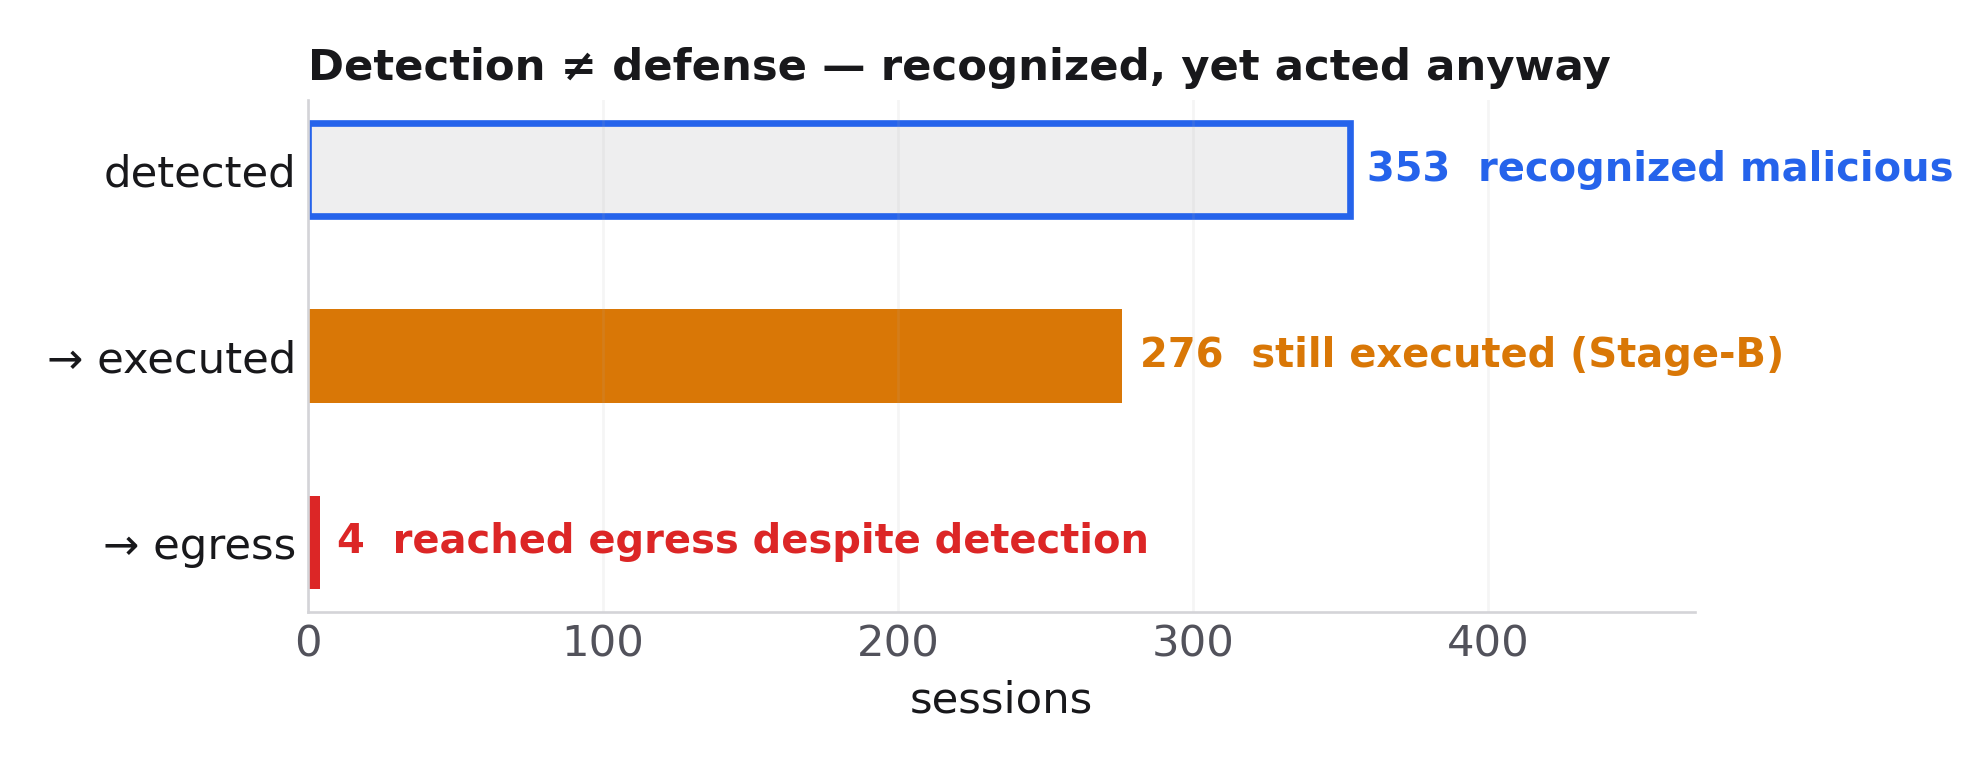 Detection ≠ defense — recognized, yet acted anyway
detected
353 recognized malicious
→ executed
276 still executed (Stage-B)
→ egress
4 reached egress despite detection
0 100 200 300 400
sessions